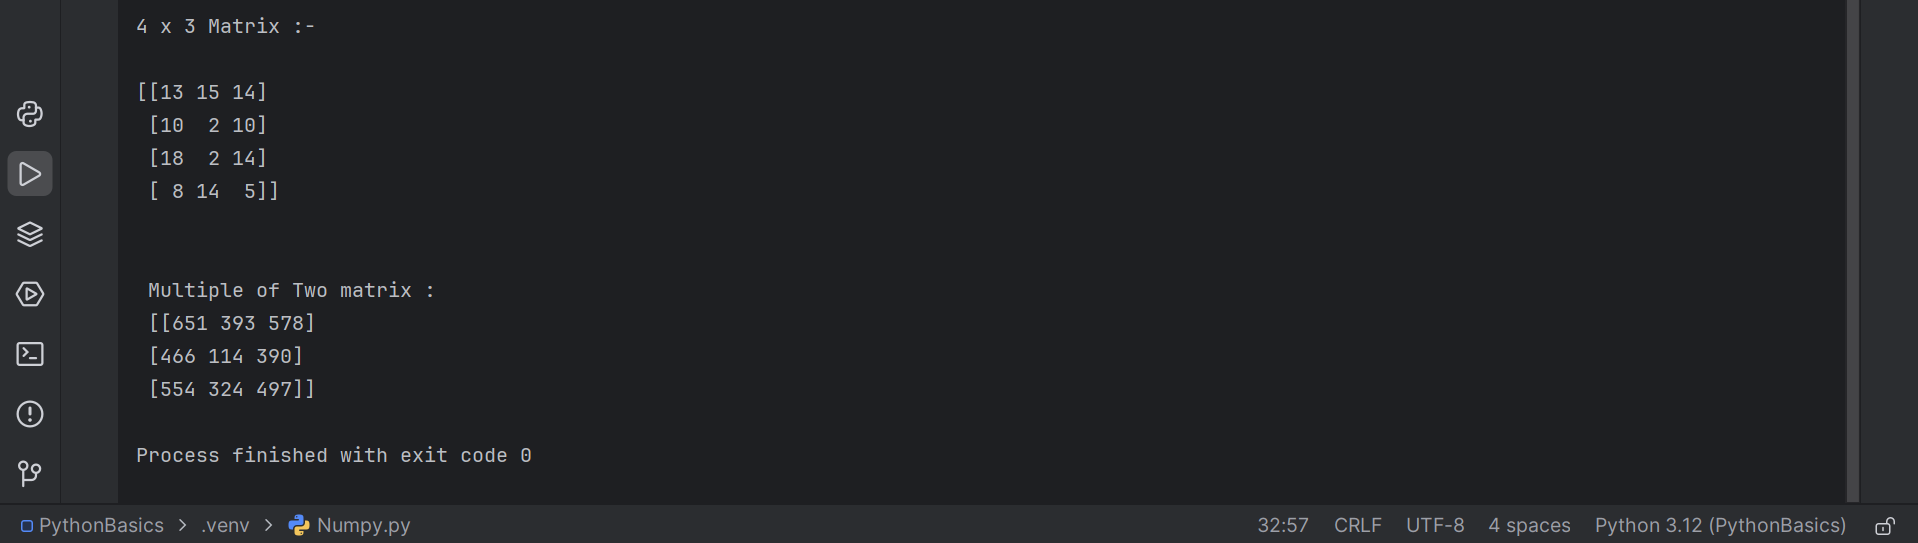 4 x 3 Matrix :-
[[13 15 14]
 [10  2 10]
 [18  2 14]
 [ 8 14  5]]
 Multiple of Two matrix :
 [[651 393 578]
 [466 114 390]
 [554 324 497]]
Process finished with exit code 0
PythonBasics > .venv > Numpy.py 32:57 CRLF UTF-8 4 spaces Python 3.12 (PythonBasics)